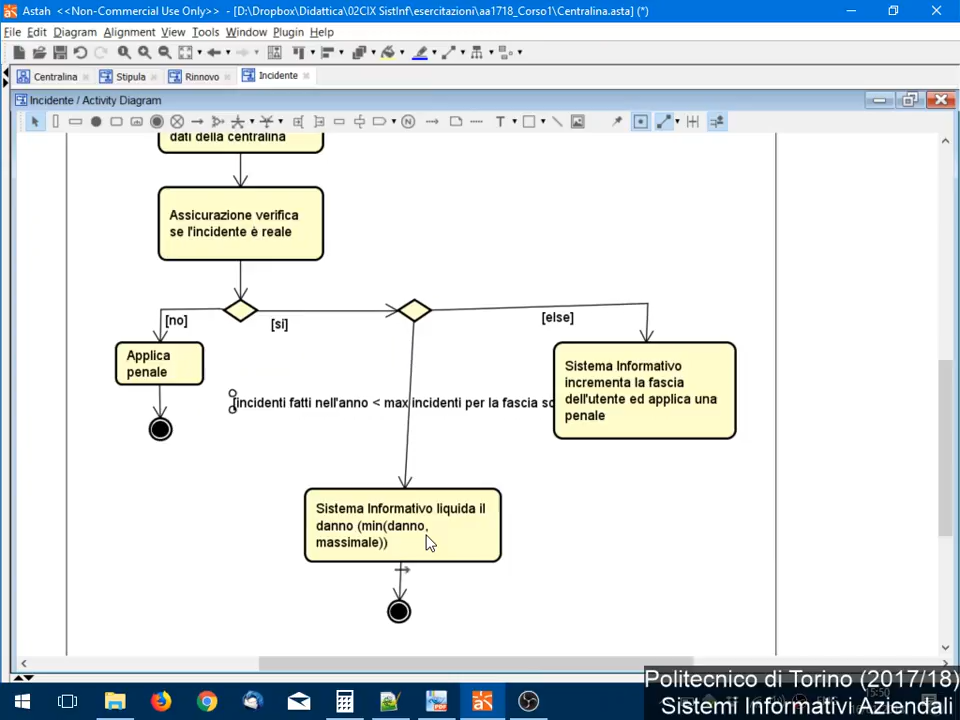 Astah <<Non-Commercial Use Only>> - [D:\Dropbox\Didattica\02CIX SistInf\esercitazioni\aa1718_Corso1\Centralina.asta] (*)
File Edit Diagram Alignment View Tools Window Plugin Help
Centralina Stipula Rinnovo Incidente
Incidente / Activity Diagram
dati della centralina
Assicurazione verifica
se l'incidente è reale
[no]
[si]
[else]
Applica
penale
Sistema Informativo
incrementa la fascia
dell'utente ed applica una
penale
[incidenti fatti nell'anno < max incidenti per la fascia
Sistema Informativo liquida il
danno (min(danno,
massimale))
Politecnico di Torino (2017/18)
5:50
Sistemi Informativi Aziendali